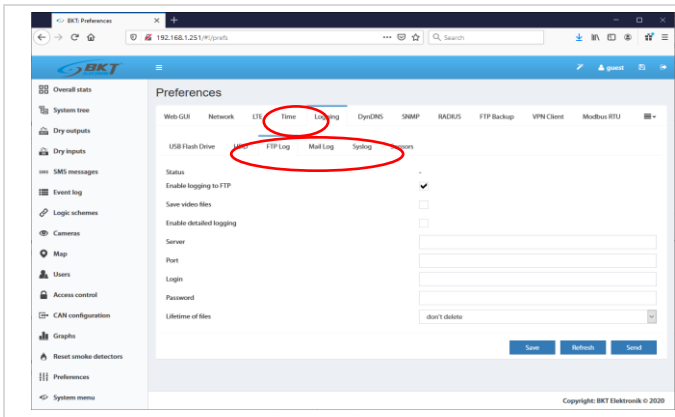 BKT: Preferences
192.168.1.251/#!/prefs
Search
BKT
guest
Overall stats
System tree
Dry outputs
Dry inputs
SMS messages
Event log
Logic schemes
Cameras
Map
Users
Access control
CAN configuration
Graphs
Reset smoke detectors
Preferences
System menu
Preferences
Web GUI Network LTE Time Logging DynDNS SNMP RADIUS FTP Backup VPN Client Modbus RTU
USB Flash Drive FTP Log Mail Log Syslog Sensors
Status -
Enable logging to FTP
Save video files
Enable detailed logging
Server
Port
Login
Password
Lifetime of files don't delete
Save Refresh Send
Copyright: BKT Elektronik © 2020